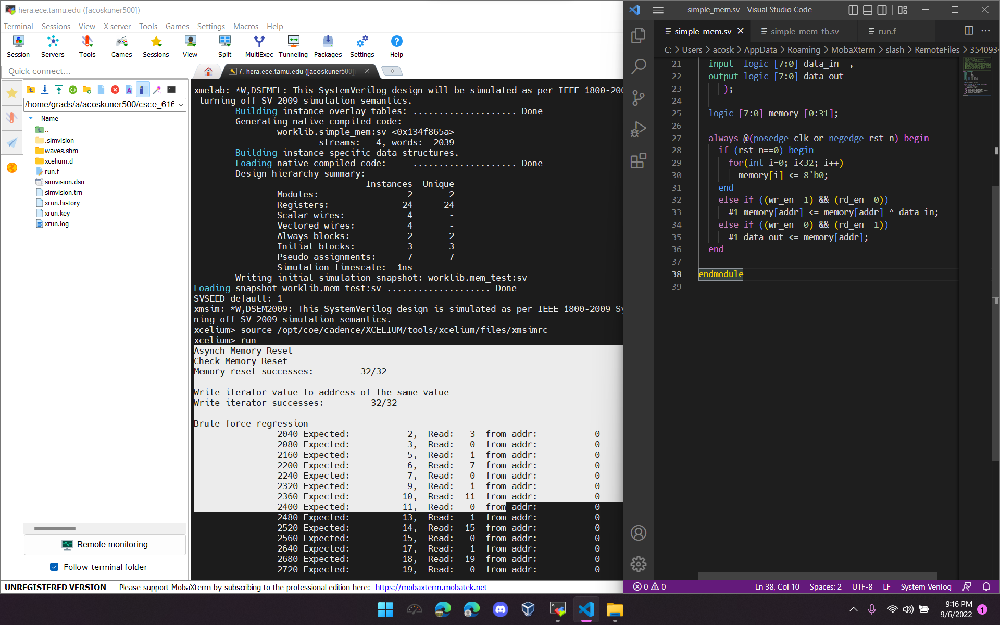 hera.ece.tamu.edu ([acoskuner500])
Terminal Sessions View X server Tools Games Settings Macros Help
Session Servers Tools Games Sessions View Split MultiExec Tunneling Packages Settings Help
Quick connect...
7. hera.ece.tamu.edu ([acoskuner500]
/home/grads/a/acoskuner500/csce_616
Name
..
.simvision
waves.shm
xcelium.d
run.f
simvision.dsn
simvision.trn
xrun.history
xrun.key
xrun.log
Remote monitoring
Follow terminal folder
xmelab: *W,DSEMEL: This SystemVerilog design will be simulated as per IEEE 1800-200
turning off SV 2009 simulation semantics.
Building instance overlay tables: .................... Done
Generating native compiled code:
worklib.simple_mem:sv <0x134f865a>
streams: 4, words: 2039
Building instance specific data structures.
Loading native compiled code: .................... Done
Design hierarchy summary:
Instances Unique
Modules: 2 2
Registers: 24 24
Scalar wires: 4 -
Vectored wires: 4 -
Always blocks: 2 2
Initial blocks: 3 3
Pseudo assignments: 7 7
Simulation timescale: 1ns
Writing initial simulation snapshot: worklib.mem_test:sv
Loading snapshot worklib.mem_test:sv .................... Done
SVSEED default: 1
xmsim: *W,DSEM2009: This SystemVerilog design is simulated as per IEEE 1800-2009 Sy
ning off SV 2009 simulation semantics.
xcelium> source /opt/coe/cadence/XCELIUM/tools/xcelium/files/xmsimrc
xcelium> run
Asynch Memory Reset
Check Memory Reset
Memory reset successes: 32/32
Write iterator value to address of the same value
Write iterator successes: 32/32
Brute force regression
2040 Expected: 2, Read: 3 from addr: 0
2080 Expected: 3, Read: 0 from addr: 0
2160 Expected: 5, Read: 1 from addr: 0
2200 Expected: 6, Read: 7 from addr: 0
2240 Expected: 7, Read: 0 from addr: 0
2320 Expected: 9, Read: 1 from addr: 0
2360 Expected: 10, Read: 11 from addr: 0
2400 Expected: 11, Read: 0 from addr: 0
2480 Expected: 13, Read: 1 from addr: 0
2520 Expected: 14, Read: 15 from addr: 0
2560 Expected: 15, Read: 0 from addr: 0
2640 Expected: 17, Read: 1 from addr: 0
2680 Expected: 18, Read: 19 from addr: 0
2720 Expected: 19, Read: 0 from addr: 0
UNREGISTERED VERSION - Please support MobaXterm by subscribing to the professional edition here: https://mobaxterm.mobatek.net
simple_mem.sv - Visual Studio Code
simple_mem.sv simple_mem_tb.sv run.f
C: > Users > acosk > AppData > Roaming > MobaXterm > slash > RemoteFiles > 3540934
21 input logic [7:0] data_in ,
22 output logic [7:0] data_out
23 );
24
25 logic [7:0] memory [0:31];
26
27 always @(posedge clk or negedge rst_n) begin
28 if (rst_n==0) begin
29 for(int i=0; i<32; i++)
30 memory[i] <= 8'b0;
31 end
32 else if ((wr_en==1) && (rd_en==0))
33 #1 memory[addr] <= memory[addr] ^ data_in;
34 else if ((wr_en==0) && (rd_en==1))
35 #1 data_out <= memory[addr];
36 end
37
38 endmodule
39
0 0 Ln 38, Col 10 Spaces: 2 UTF-8 LF System Verilog
9:16 PM
9/6/2022
1